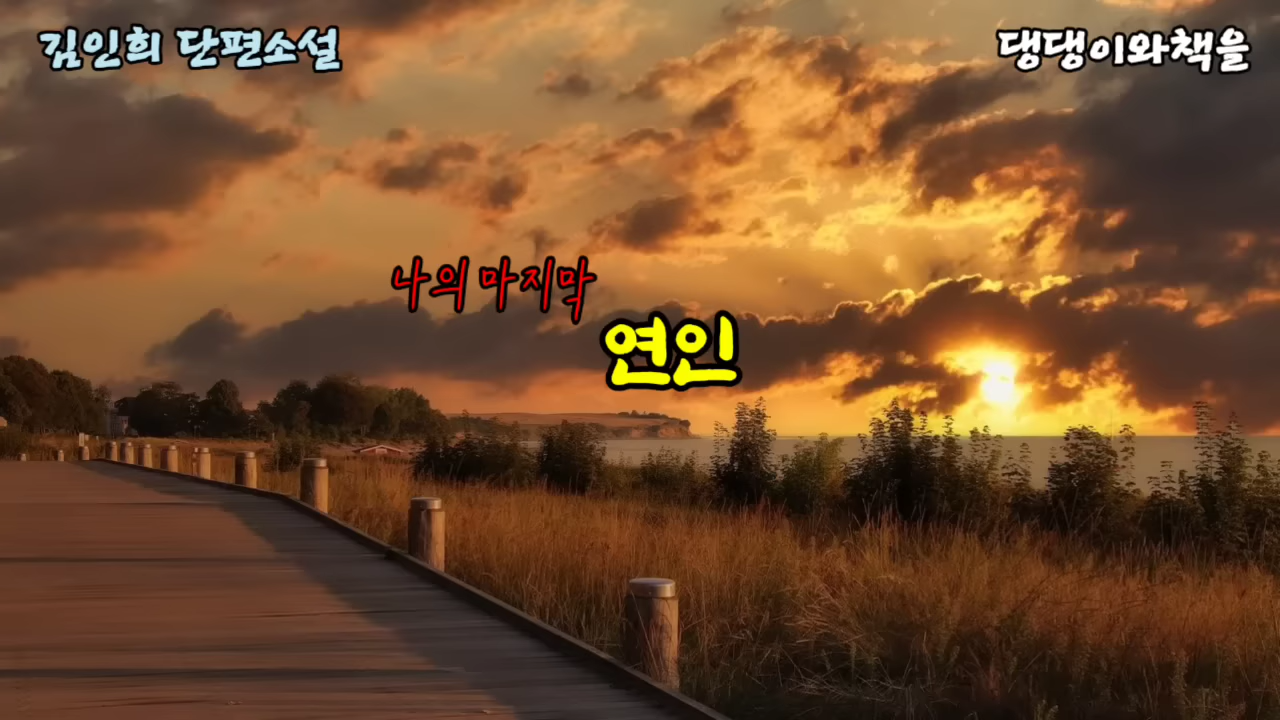 김인희 단편소설
댕댕이와책을
나의 마지막
연인